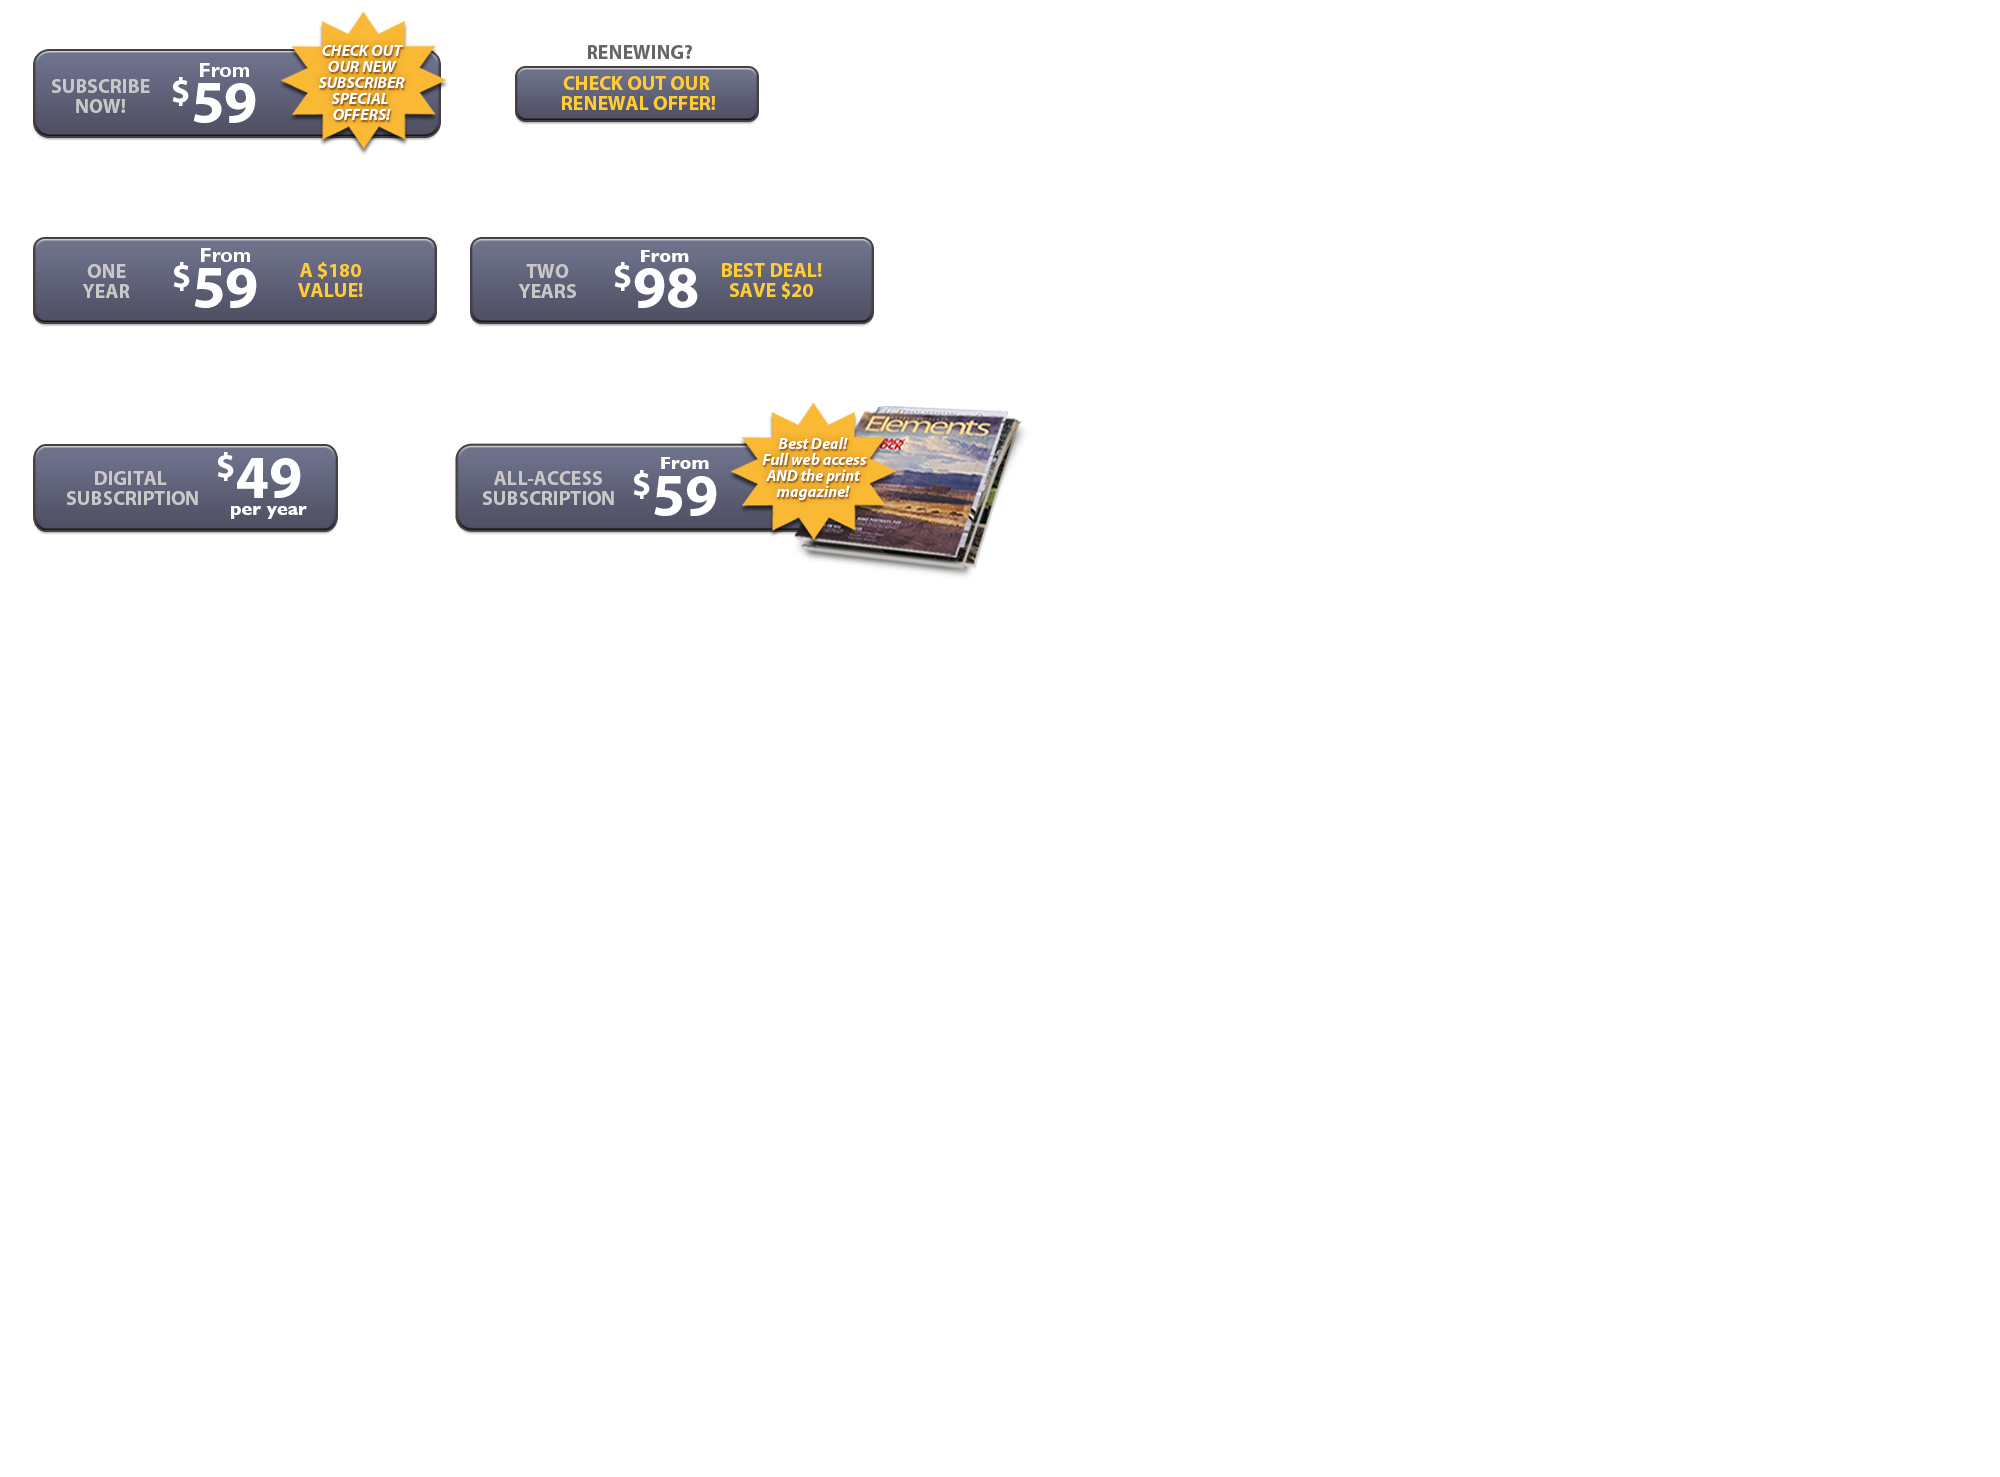 SUBSCRIBE
NOW!
From
$59
CHECK OUT
OUR NEW
SUBSCRIBER
SPECIAL
OFFERS!
RENEWING?
CHECK OUT OUR
RENEWAL OFFER!
ONE
YEAR
From
$59
A $180
VALUE!
TWO
YEARS
From
$98
BEST DEAL!
SAVE $20
DIGITAL
SUBSCRIPTION
$49
per year
ALL-ACCESS
SUBSCRIPTION
From
$59
Best Deal!
Full web access
AND the print
magazine!
Elements